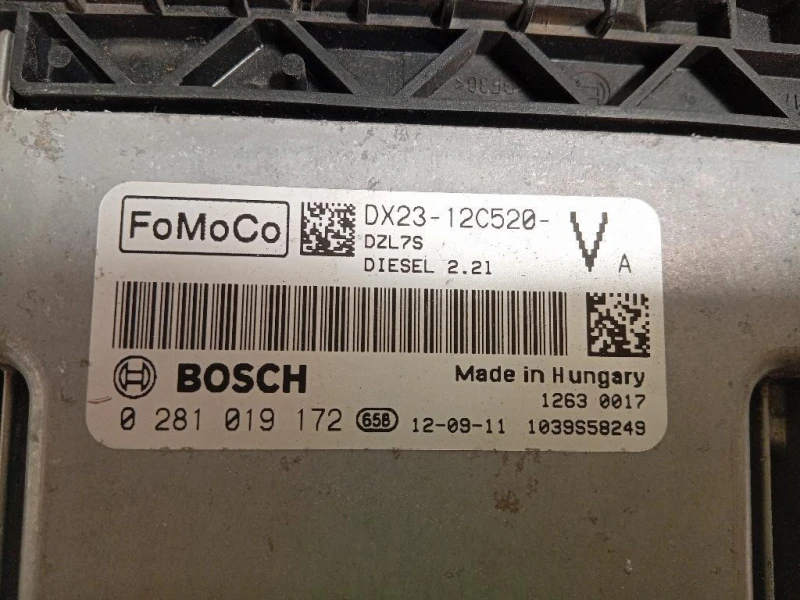 FoMoCo
DX23-12C520-
V A
DZL7S
DIESEL 2.2l
BOSCH
Made in Hungary
1263 0017
0 281 019 172 658 12-09-11 1039S58249